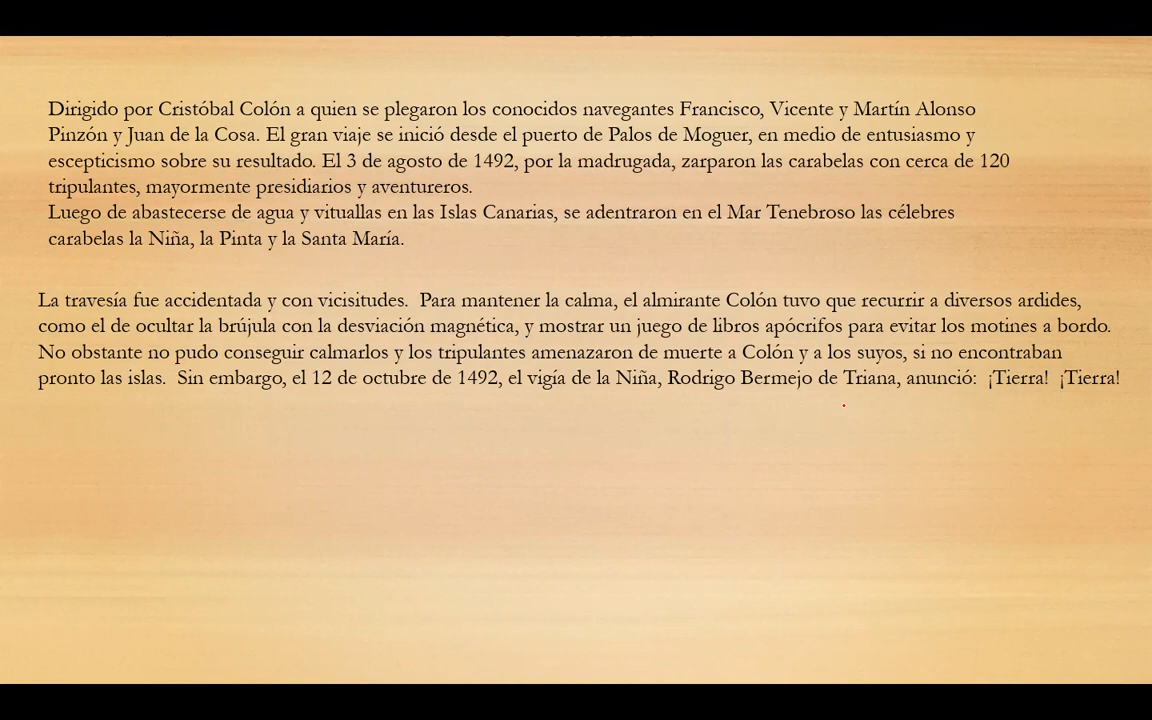 Dirigido por Cristóbal Colón a quien se plegaron los conocidos navegantes Francisco, Vicente y Martín Alonso
Pinzón y Juan de la Cosa. El gran viaje se inició desde el puerto de Palos de Moguer, en medio de entusiasmo y
escepticismo sobre su resultado. El 3 de agosto de 1492, por la madrugada, zarparon las carabelas con cerca de 120
tripulantes, mayormente presidiarios y aventureros.
Luego de abastecerse de agua y vituallas en las Islas Canarias, se adentraron en el Mar Tenebroso las célebres
carabelas la Niña, la Pinta y la Santa María.
La travesía fue accidentada y con vicisitudes.  Para mantener la calma, el almirante Colón tuvo que recurrir a diversos ardides,
como el de ocultar la brújula con la desviación magnética, y mostrar un juego de libros apócrifos para evitar los motines a bordo.
No obstante no pudo conseguir calmarlos y los tripulantes amenazaron de muerte a Colón y a los suyos, si no encontraban
pronto las islas.  Sin embargo, el 12 de octubre de 1492, el vigía de la Niña, Rodrigo Bermejo de Triana, anunció:  ¡Tierra!  ¡Tierra!